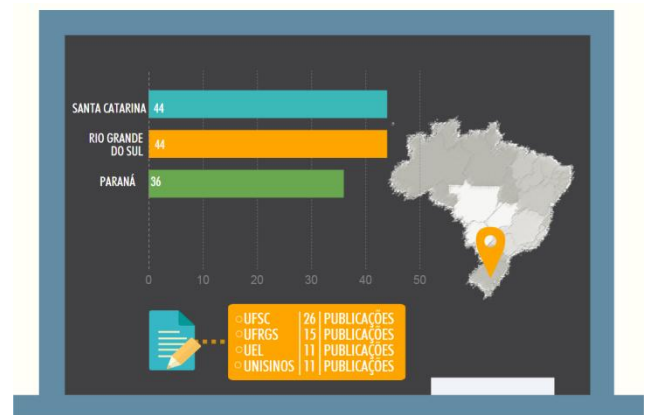 SANTA CATARINA 44
RIO GRANDE
DO SUL 44
PARANÁ 36
0 10 20 30 40 50
UFSC | 26 | PUBLICAÇÕES
UFRGS | 15 | PUBLICAÇÕES
UEL | 11 | PUBLICAÇÕES
UNISINOS | 11 | PUBLICAÇÕES